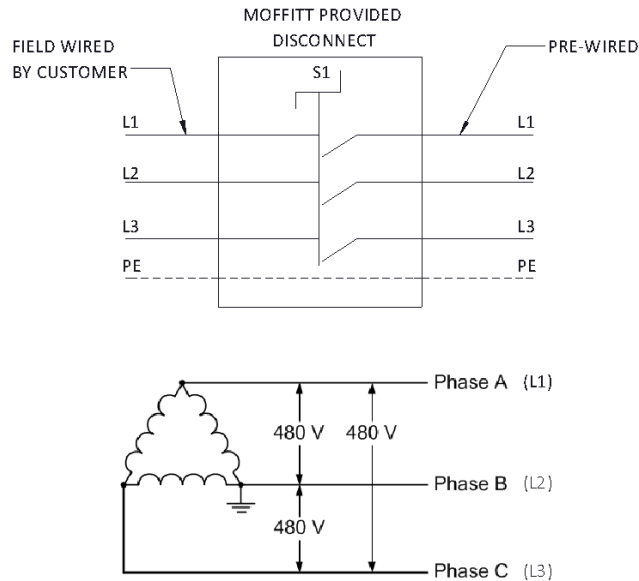 MOFFITT PROVIDED
DISCONNECT
FIELD WIRED
BY CUSTOMER
PRE-WIRED
S1
L1 L1
L2 L2
L3 L3
PE PE
Phase A (L1)
480 V 480 V
Phase B (L2)
480 V
Phase C (L3)